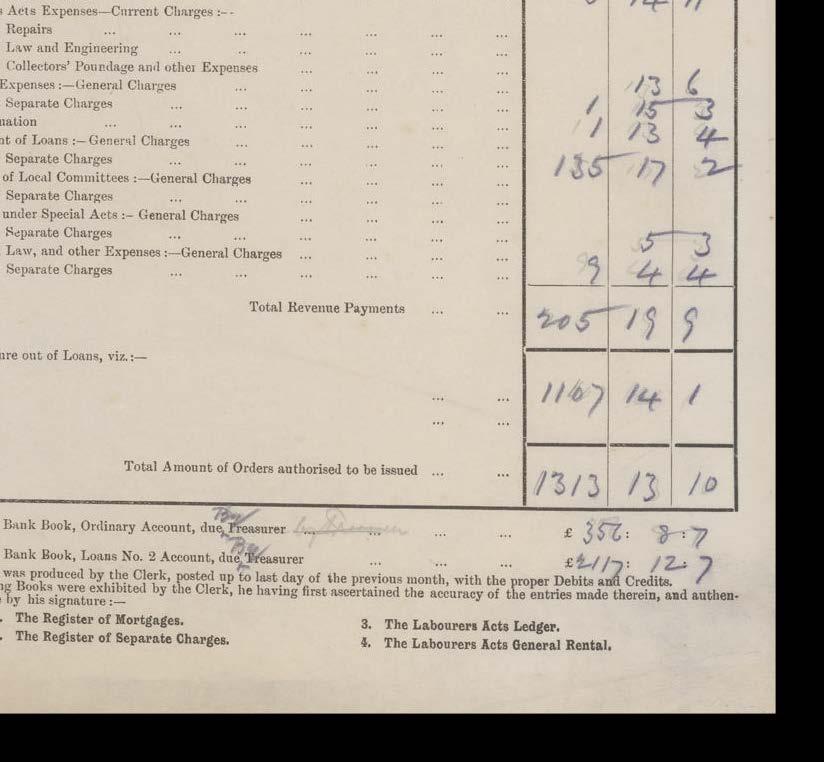 s Acts Expenses—Current Charges :-- 14 11
Repairs ... ... ... ... ... ... ...
Law and Engineering ... .. ... ... ... ... ...
Collectors' Poundage and other Expenses ... ... ... ...
Expenses :—General Charges ... ... ... ... ... 13 6
Separate Charges ... ... ... ... ... ... 1 15 3
uation ... ... ... ... ... ... ...
nt of Loans :—General Charges ... ... ... ... ... 1 13 4
Separate Charges ... ... ... ... ... ... 135 17 2
of Local Committees :—General Charges ... ... ... ...
Separate Charges ... ... ... ... ... ...
under Special Acts :- General Charges ... ... ... ...
Separate Charges ... ... ... ... ... ... 5 3
Law, and other Expenses :—General Charges ... ... ... ...
Separate Charges ... ... ... ... ... ... 9 4 4
Total Revenue Payments ... ... 205 19 9
ure out of Loans, viz. :—
... ... 1107 14 1
... ...
Total Amount of Orders authorised to be issued ... ... 1313 13 10
Bank Book, Ordinary Account, due By Treasurer ... ... ... ... £ 356 : 8 : 7
Bank Book, Loans No. 2 Account, due By Treasurer ... ... ... £ 2117 : 12 : 7
was produced by the Clerk, posted up to last day of the previous month, with the proper Debits and Credits.
ng Books were exhibited by the Clerk, he having first ascertained the accuracy of the entries made therein, and authen-
by his signature :—
. The Register of Mortgages. 3. The Labourers Acts Ledger.
. The Register of Separate Charges. 4. The Labourers Acts General Rental.